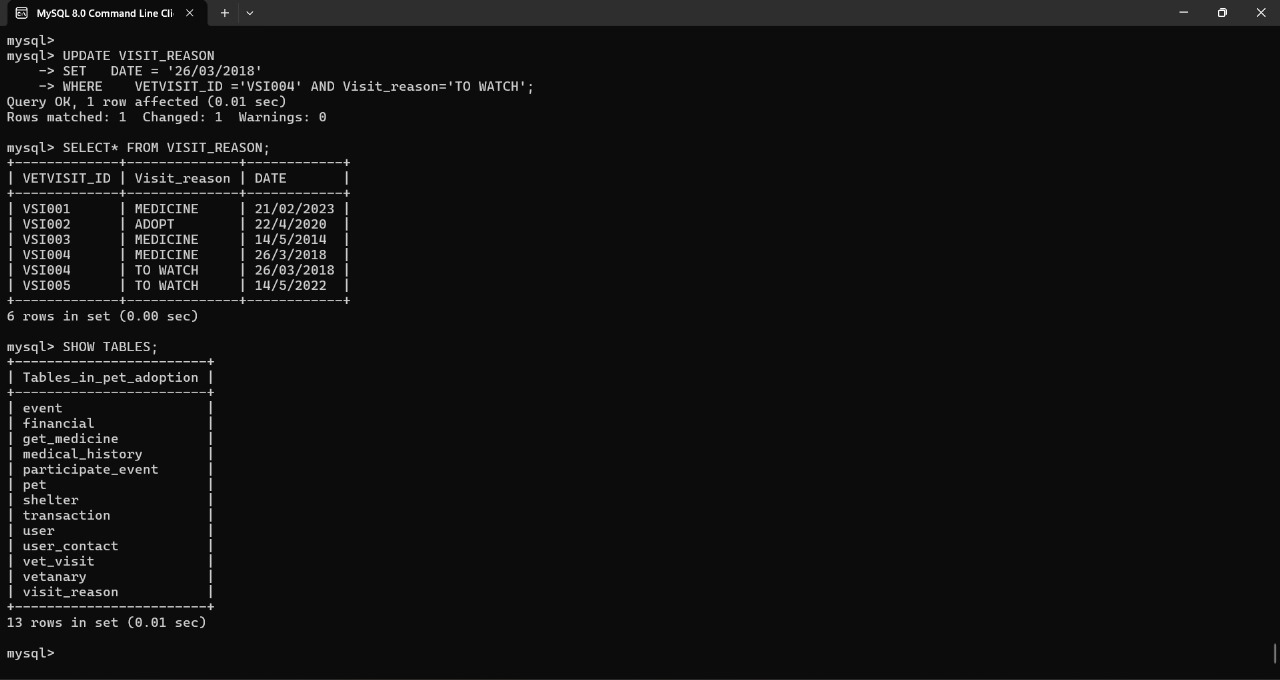 MySQL 8.0 Command Line Cli
mysql>
mysql> UPDATE VISIT_REASON
    -> SET   DATE = '26/03/2018'
    -> WHERE    VETVISIT_ID ='VSI004' AND Visit_reason='TO WATCH';
Query OK, 1 row affected (0.01 sec)
Rows matched: 1  Changed: 1  Warnings: 0
mysql> SELECT* FROM VISIT_REASON;
+-------------+--------------+------------+
| VETVISIT_ID | Visit_reason | DATE       |
+-------------+--------------+------------+
| VSI001      | MEDICINE     | 21/02/2023 |
| VSI002      | ADOPT        | 22/4/2020  |
| VSI003      | MEDICINE     | 14/5/2014  |
| VSI004      | MEDICINE     | 26/3/2018  |
| VSI004      | TO WATCH     | 26/03/2018 |
| VSI005      | TO WATCH     | 14/5/2022  |
+-------------+--------------+------------+
6 rows in set (0.00 sec)
mysql> SHOW TABLES;
+------------------------+
| Tables_in_pet_adoption |
+------------------------+
| event                  |
| financial              |
| get_medicine           |
| medical_history        |
| participate_event      |
| pet                    |
| shelter                |
| transaction            |
| user                   |
| user_contact           |
| vet_visit              |
| vetanary               |
| visit_reason           |
+------------------------+
13 rows in set (0.01 sec)
mysql>